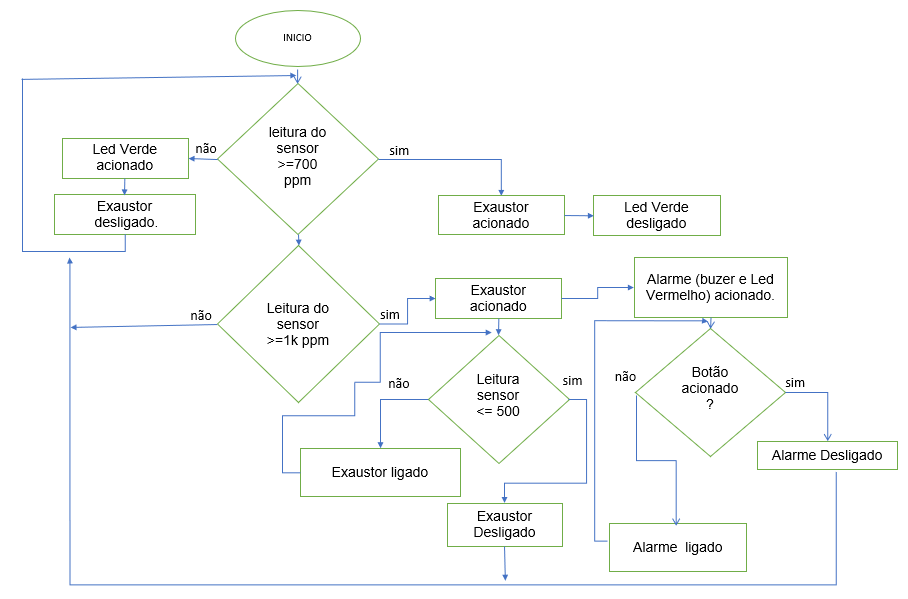 INICIO
leitura do
sensor
>=700
ppm
não
sim
Led Verde
acionado
Exaustor
desligado.
Exaustor
acionado
Led Verde
desligado
Leitura do
sensor
>=1k ppm
não
sim
Exaustor
acionado
Alarme (buzer e Led
Vermelho) acionado.
Leitura
sensor
<= 500
não
sim
Botão
acionado
?
não
sim
Exaustor ligado
Alarme Desligado
Exaustor
Desligado
Alarme  ligado